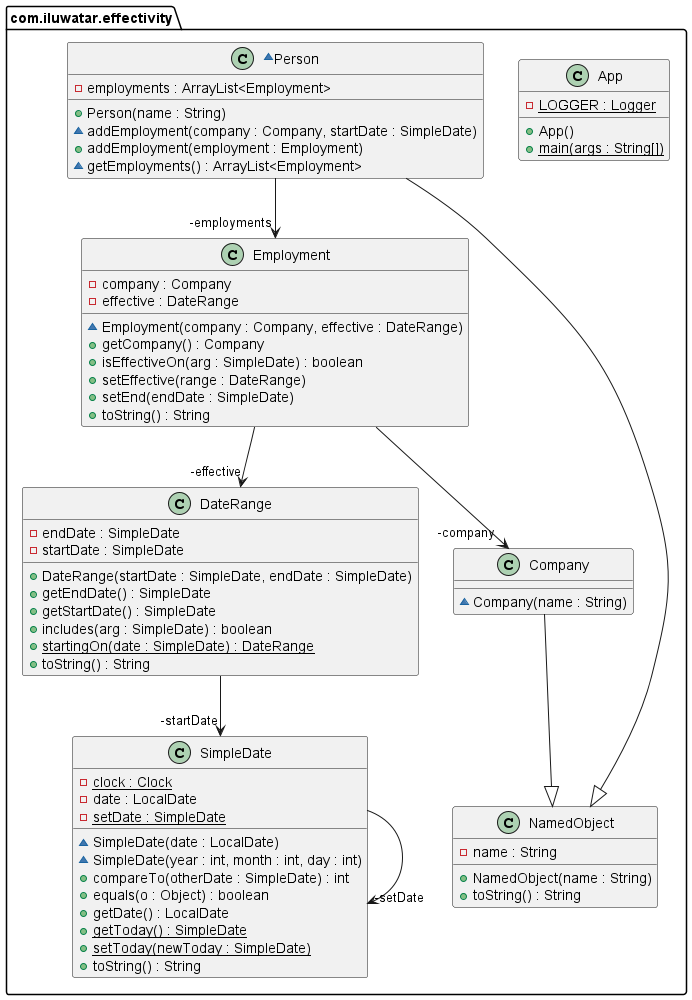 com.iluwatar.effectivity
C ~Person
employments : ArrayList<Employment>
Person(name : String)
addEmployment(company : Company, startDate : SimpleDate)
addEmployment(employment : Employment)
getEmployments() : ArrayList<Employment>
C App
LOGGER : Logger
App()
main(args : String[])
-employments
C Employment
company : Company
effective : DateRange
Employment(company : Company, effective : DateRange)
getCompany() : Company
isEffectiveOn(arg : SimpleDate) : boolean
setEffective(range : DateRange)
setEnd(endDate : SimpleDate)
toString() : String
-effective
-company
C DateRange
endDate : SimpleDate
startDate : SimpleDate
DateRange(startDate : SimpleDate, endDate : SimpleDate)
getEndDate() : SimpleDate
getStartDate() : SimpleDate
includes(arg : SimpleDate) : boolean
startingOn(date : SimpleDate) : DateRange
toString() : String
C Company
Company(name : String)
-startDate
C SimpleDate
clock : Clock
date : LocalDate
setDate : SimpleDate
SimpleDate(date : LocalDate)
SimpleDate(year : int, month : int, day : int)
compareTo(otherDate : SimpleDate) : int
equals(o : Object) : boolean
getDate() : LocalDate
getToday() : SimpleDate
setToday(newToday : SimpleDate)
toString() : String
-setDate
C NamedObject
name : String
NamedObject(name : String)
toString() : String